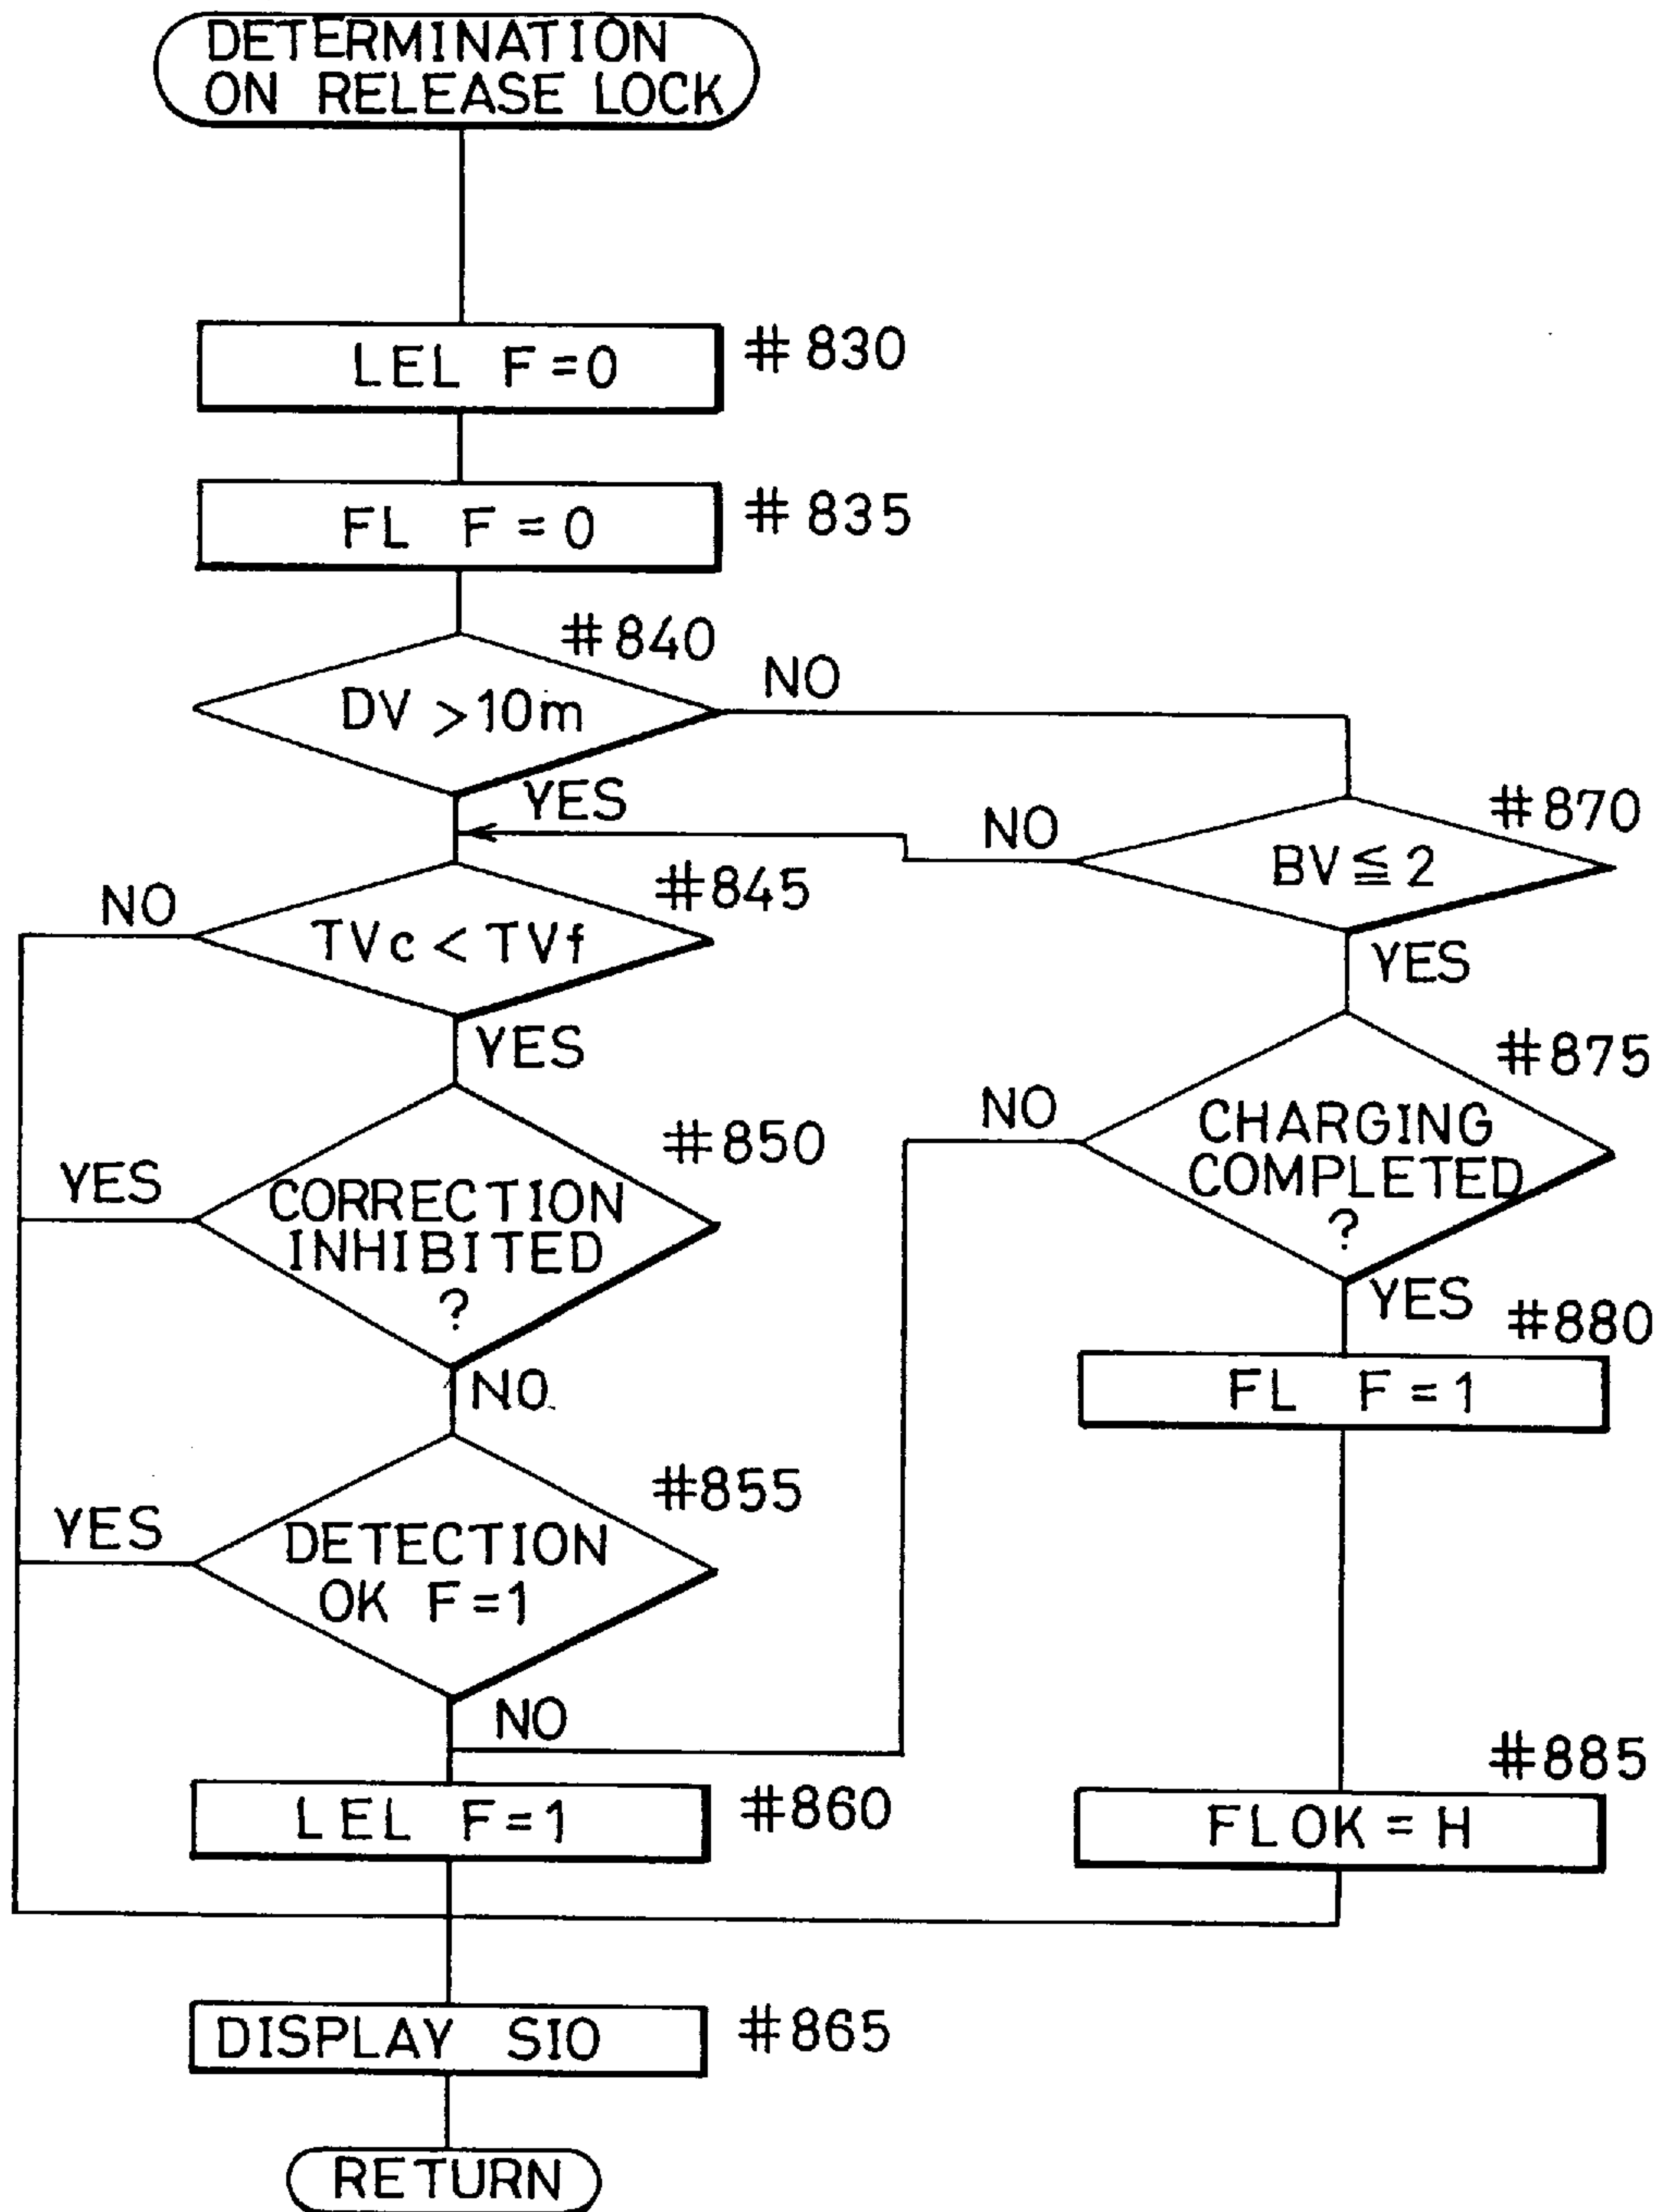 DETERMINATION
ON RELEASE LOCK
LEL F=0
#830
FL F=0
#835
#840
DV >10m
NO
YES
#870
NO
BV≦2
YES
#845
NO
TVc < TVf
YES
#875
NO
CHARGING
COMPLETED
?
YES
#850
YES
CORRECTION
INHIBITED
?
NO
#880
FL F=1
#855
YES
DETECTION
OK F=1
NO
#885
FLOK = H
LEL F=1
#860
DISPLAY SIO
#865
RETURN